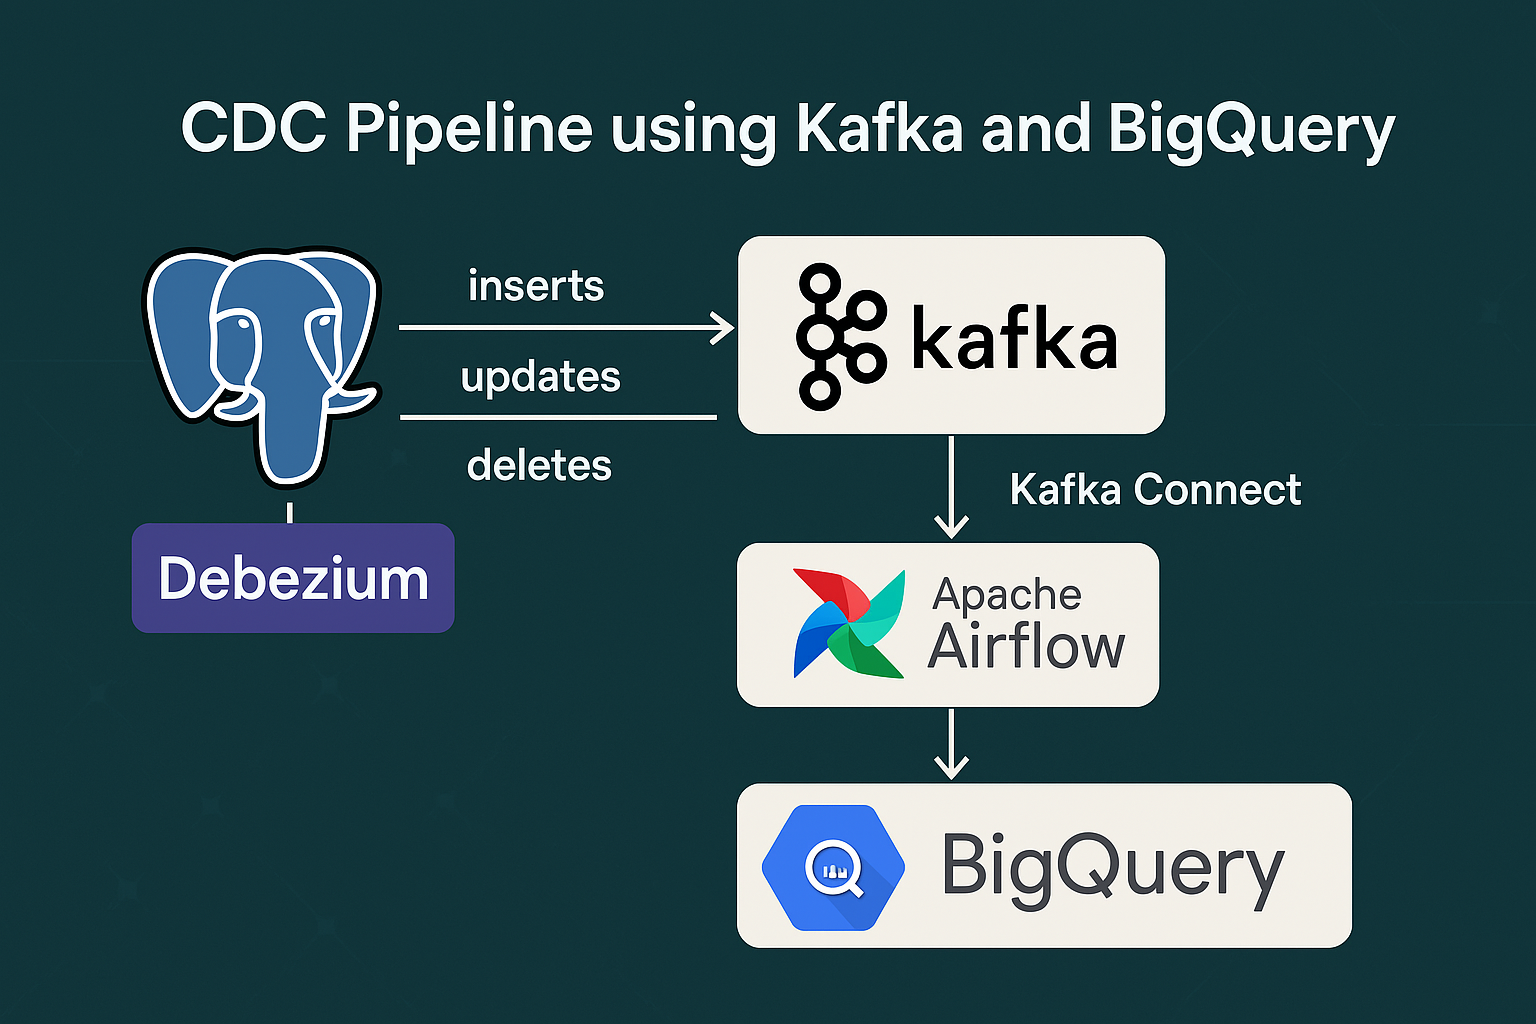 CDC Pipeline using Kafka and BigQuery
inserts
updates
deletes
Debezium
kafka
Kafka Connect
Apache
Airflow
BigQuery